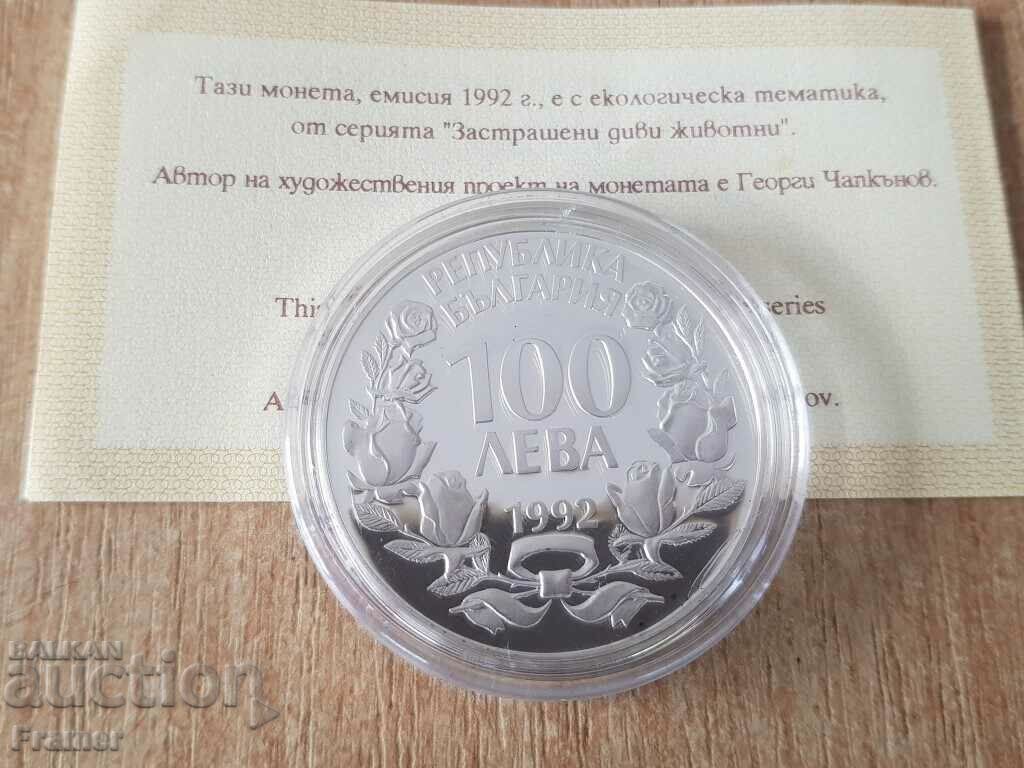 Тази монета, емисия 1992 г., е с екологическа тематика,
от серията "Застрашени диви животни".
Автор на художествения проект на монетата е Георги Чапкънов.
series
A
РЕПУБЛИКА
БЪЛГАРИЯ
100
ЛЕВА
1992
BALKAN
auction
Framer